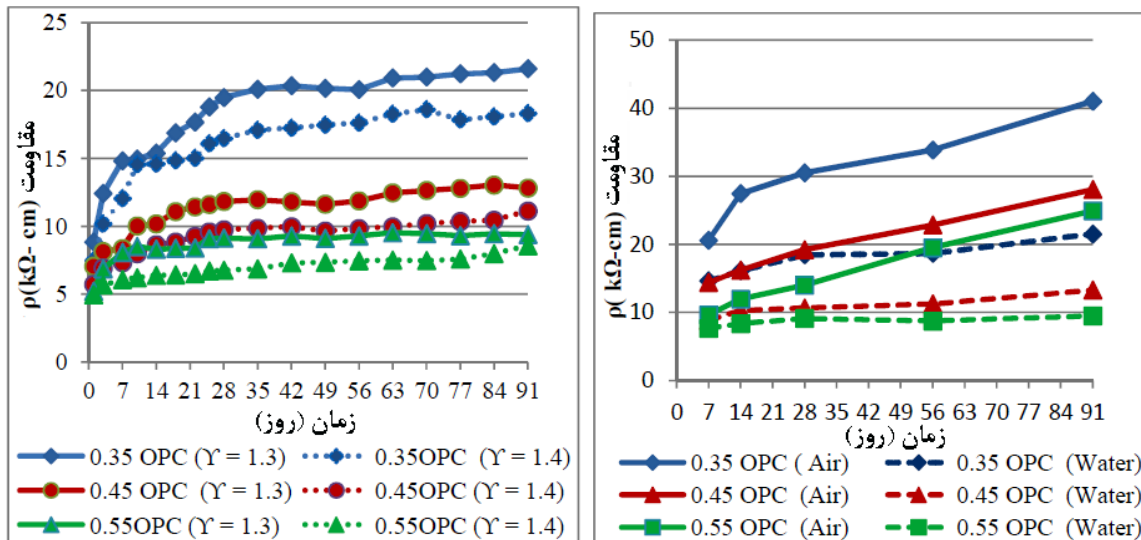 25
20
15
10
5
0
مقاومت ρ(kΩ- cm)
0 7 14 21 28 35 42 49 56 63 70 77 84 91
زمان (روز)
0.35 OPC (ϒ = 1.3) 0.35OPC (ϒ = 1.4)
0.45 OPC (ϒ = 1.3) 0.45OPC (ϒ = 1.4)
0.55OPC (ϒ = 1.3) 0.55OPC (ϒ = 1.4)
50
40
30
20
10
0
مقاومت ρ( kΩ- cm)
0 7 14 21 28 35 42 49 56 63 70 77 84 91
زمان (روز)
0.35 OPC ( Air) 0.35 OPC (Water)
0.45 OPC (Air) 0.45 OPC (Water)
0.55 OPC (Air) 0.55 OPC (Water)